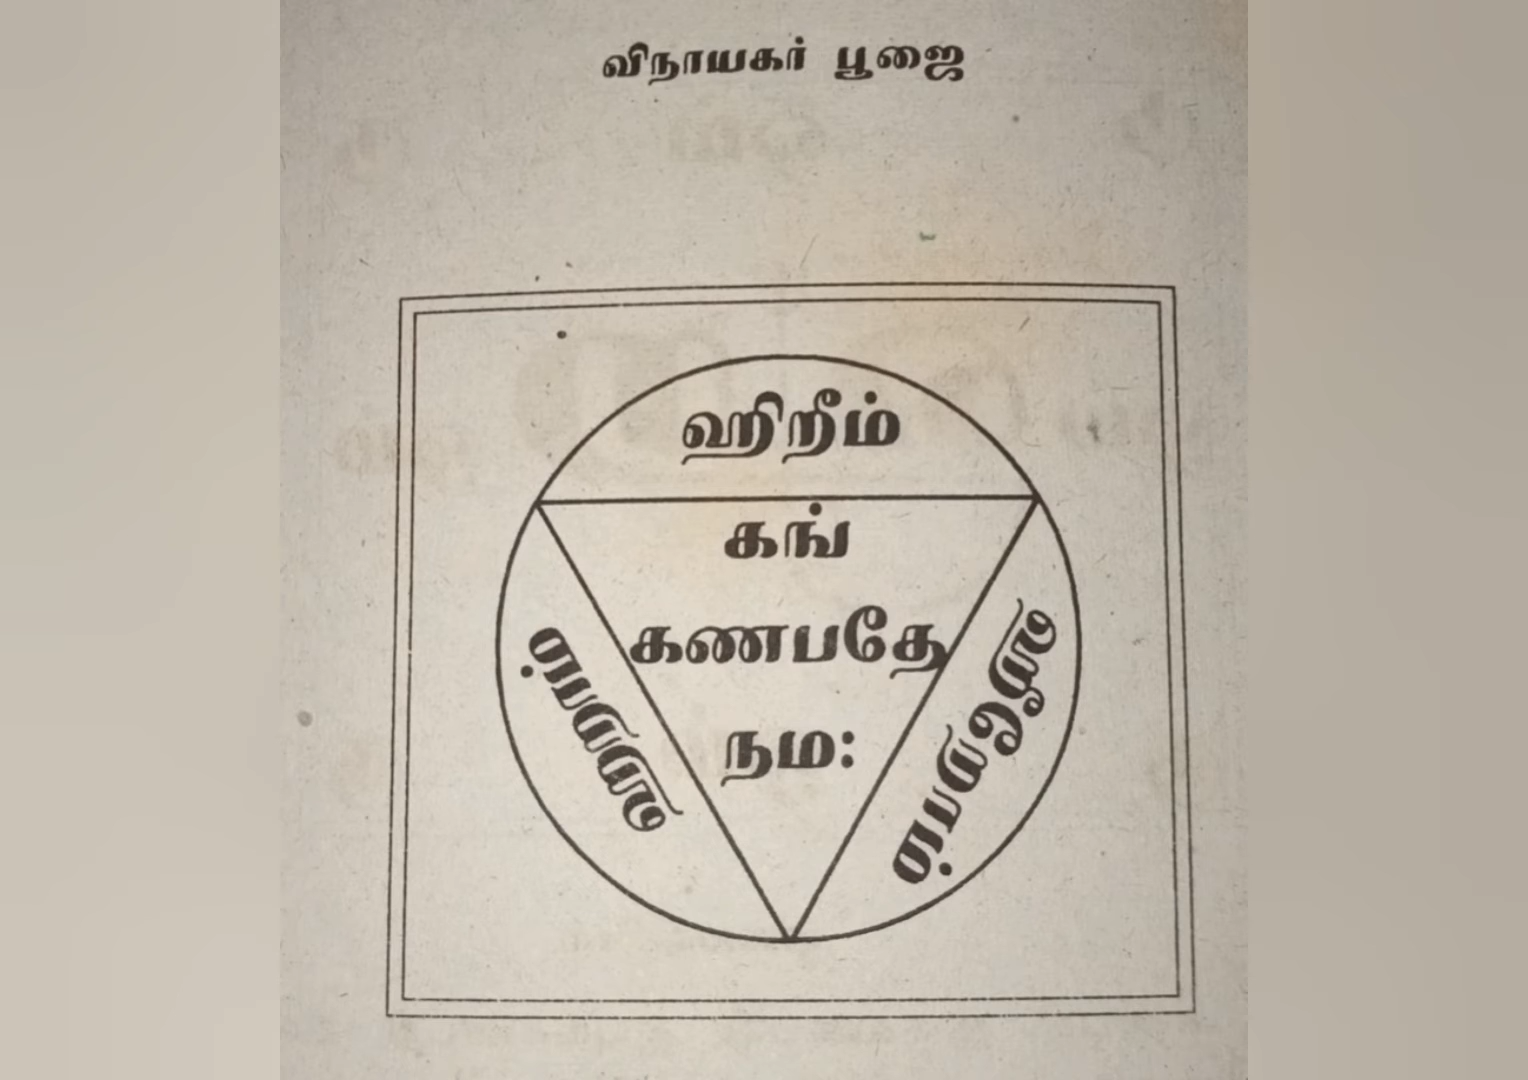 விநாயகர் பூஜை
ஹிறீம்
கங்
கணபதே
நம: